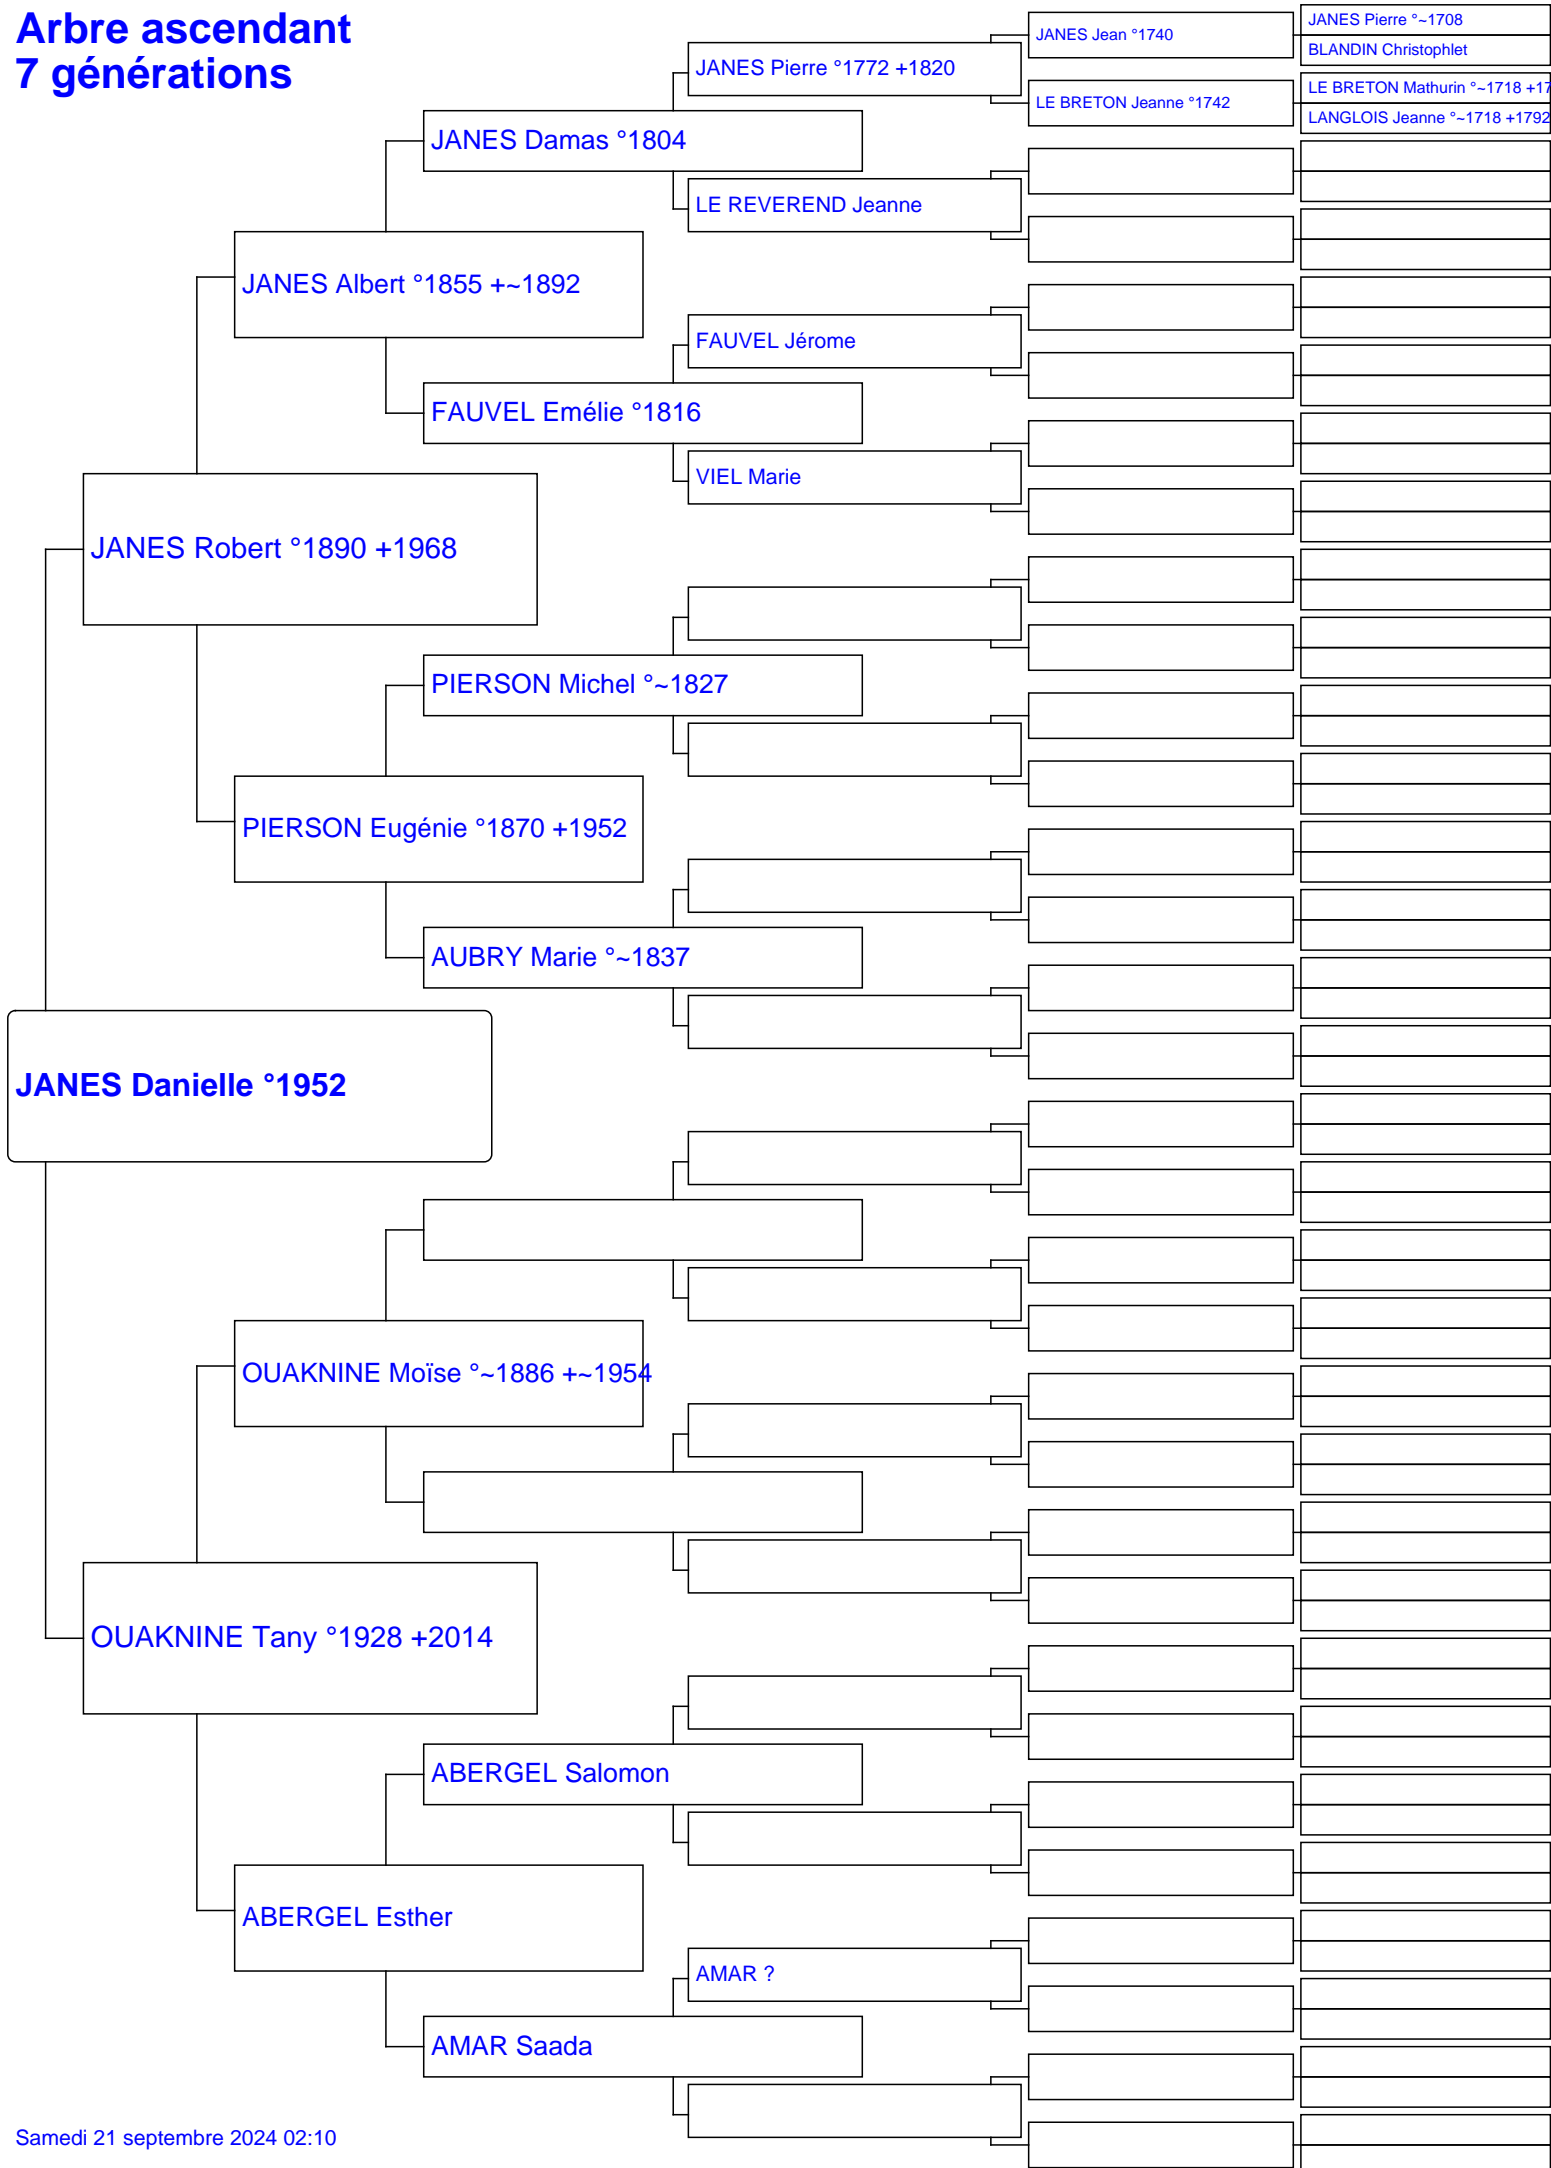 Arbre ascendant
7 générations
JANES Pierre °~1708
BLANDIN Christophlet
JANES Jean °1740
JANES Pierre °1772 +1820
LE BRETON Mathurin °~1718 +17
LE BRETON Jeanne °1742
LANGLOIS Jeanne °~1718 +1792
JANES Damas °1804
LE REVEREND Jeanne
JANES Albert °1855 +~1892
FAUVEL Jérome
FAUVEL Emélie °1816
VIEL Marie
JANES Robert °1890 +1968
PIERSON Michel °~1827
PIERSON Eugénie °1870 +1952
AUBRY Marie °~1837
JANES Danielle °1952
OUAKNINE Moïse °~1886 +~1954
OUAKNINE Tany °1928 +2014
ABERGEL Salomon
ABERGEL Esther
AMAR ?
AMAR Saada
Samedi 21 septembre 2024 02:10